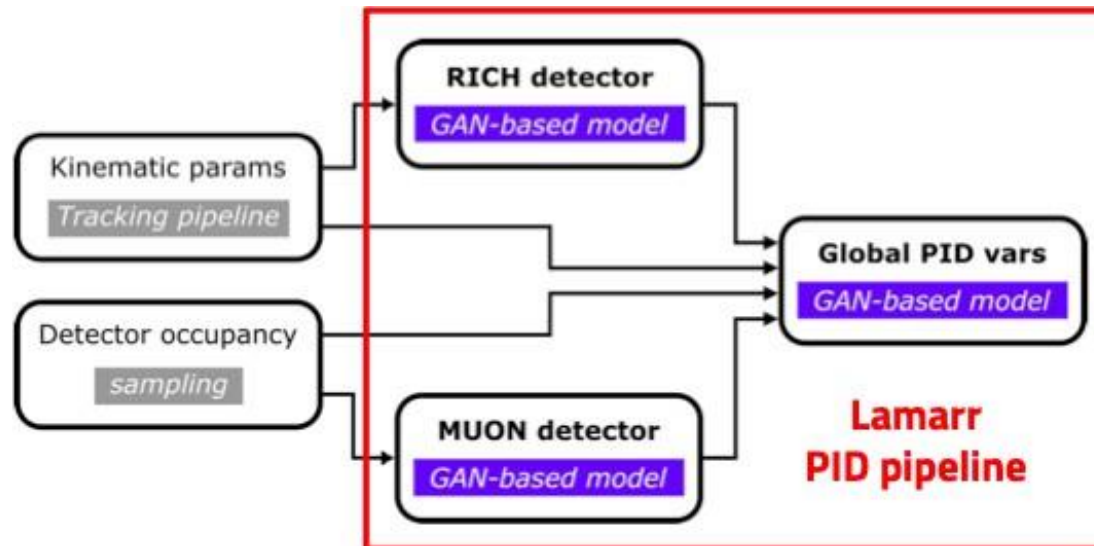 RICH detector
GAN-based model
Kinematic params
Tracking pipeline
Global PID vars
GAN-based model
Detector occupancy
sampling
MUON detector
GAN-based model
Lamarr
PID pipeline